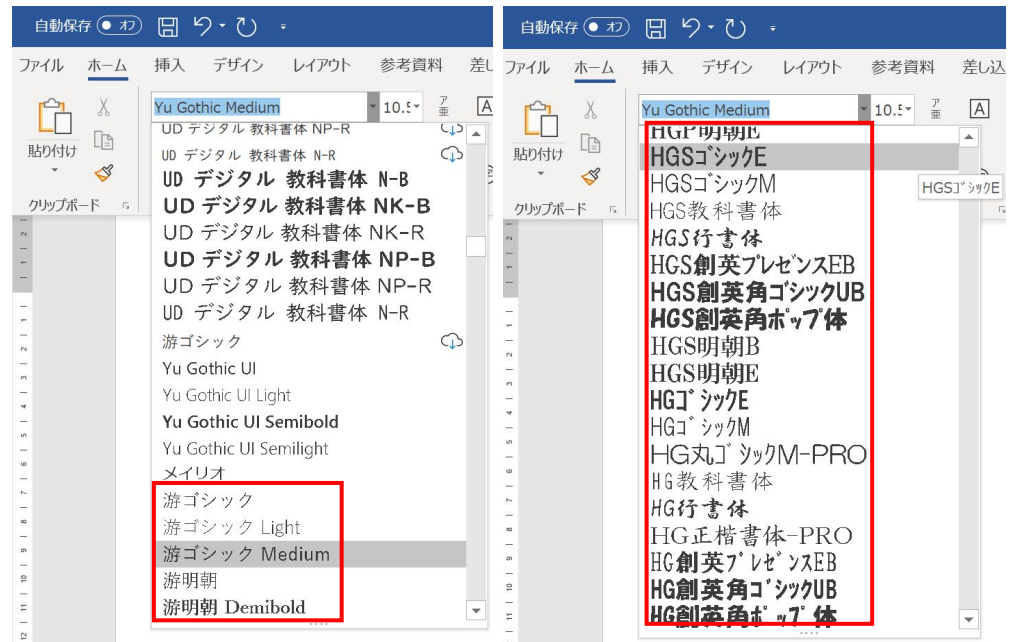 自動保存 オフ
ファイル ホーム 挿入 デザイン レイアウト 参考資料 差し
Yu Gothic Medium 10.5 ア亜 A
貼り付け
クリップボード
UD デジタル 教科書体 NP-R
UD デジタル 教科書体 N-R
UD デジタル 教科書体 N-B
UD デジタル 教科書体 NK-B
UD デジタル 教科書体 NK-R
UD デジタル 教科書体 NP-B
UD デジタル 教科書体 NP-R
UD デジタル 教科書体 N-R
游ゴシック
Yu Gothic UI
Yu Gothic UI Light
Yu Gothic UI Semibold
Yu Gothic UI Semilight
メイリオ
游ゴシック
游ゴシック Light
游ゴシック Medium
游明朝
游明朝 Demibold
自動保存 オフ
ファイル ホーム 挿入 デザイン レイアウト 参考資料 差し込
Yu Gothic Medium 10.5 ア亜 A
貼り付け
クリップボード
HGP明朝E
HGSゴシックE
HGSゴシックE
HGSゴシックM
HGS教科書体
HGS行書体
HGS創英プレゼンスEB
HGS創英角ゴシックUB
HGS創英角ポップ体
HGS明朝B
HGS明朝E
HGゴシックE
HGゴシックM
HG丸ゴシックM-PRO
HG教科書体
HG行書体
HG正楷書体-PRO
HG創英プレゼンスEB
HG創英角ゴシックUB
HG創英角ポップ体